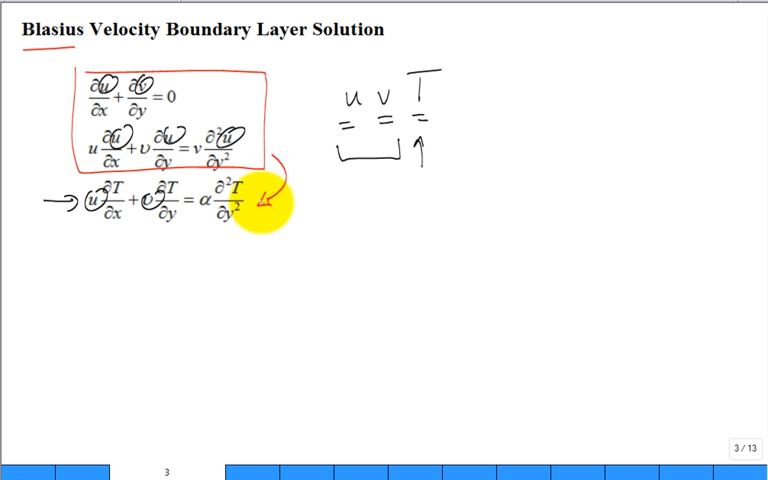 Blasius Velocity Boundary Layer Solution
∂u/∂x + ∂v/∂y = 0
u ∂u/∂x + υ ∂u/∂y = ν ∂²u/∂y²
u ∂T/∂x + υ ∂T/∂y = α ∂²T/∂y²
u v T
3 / 13
3